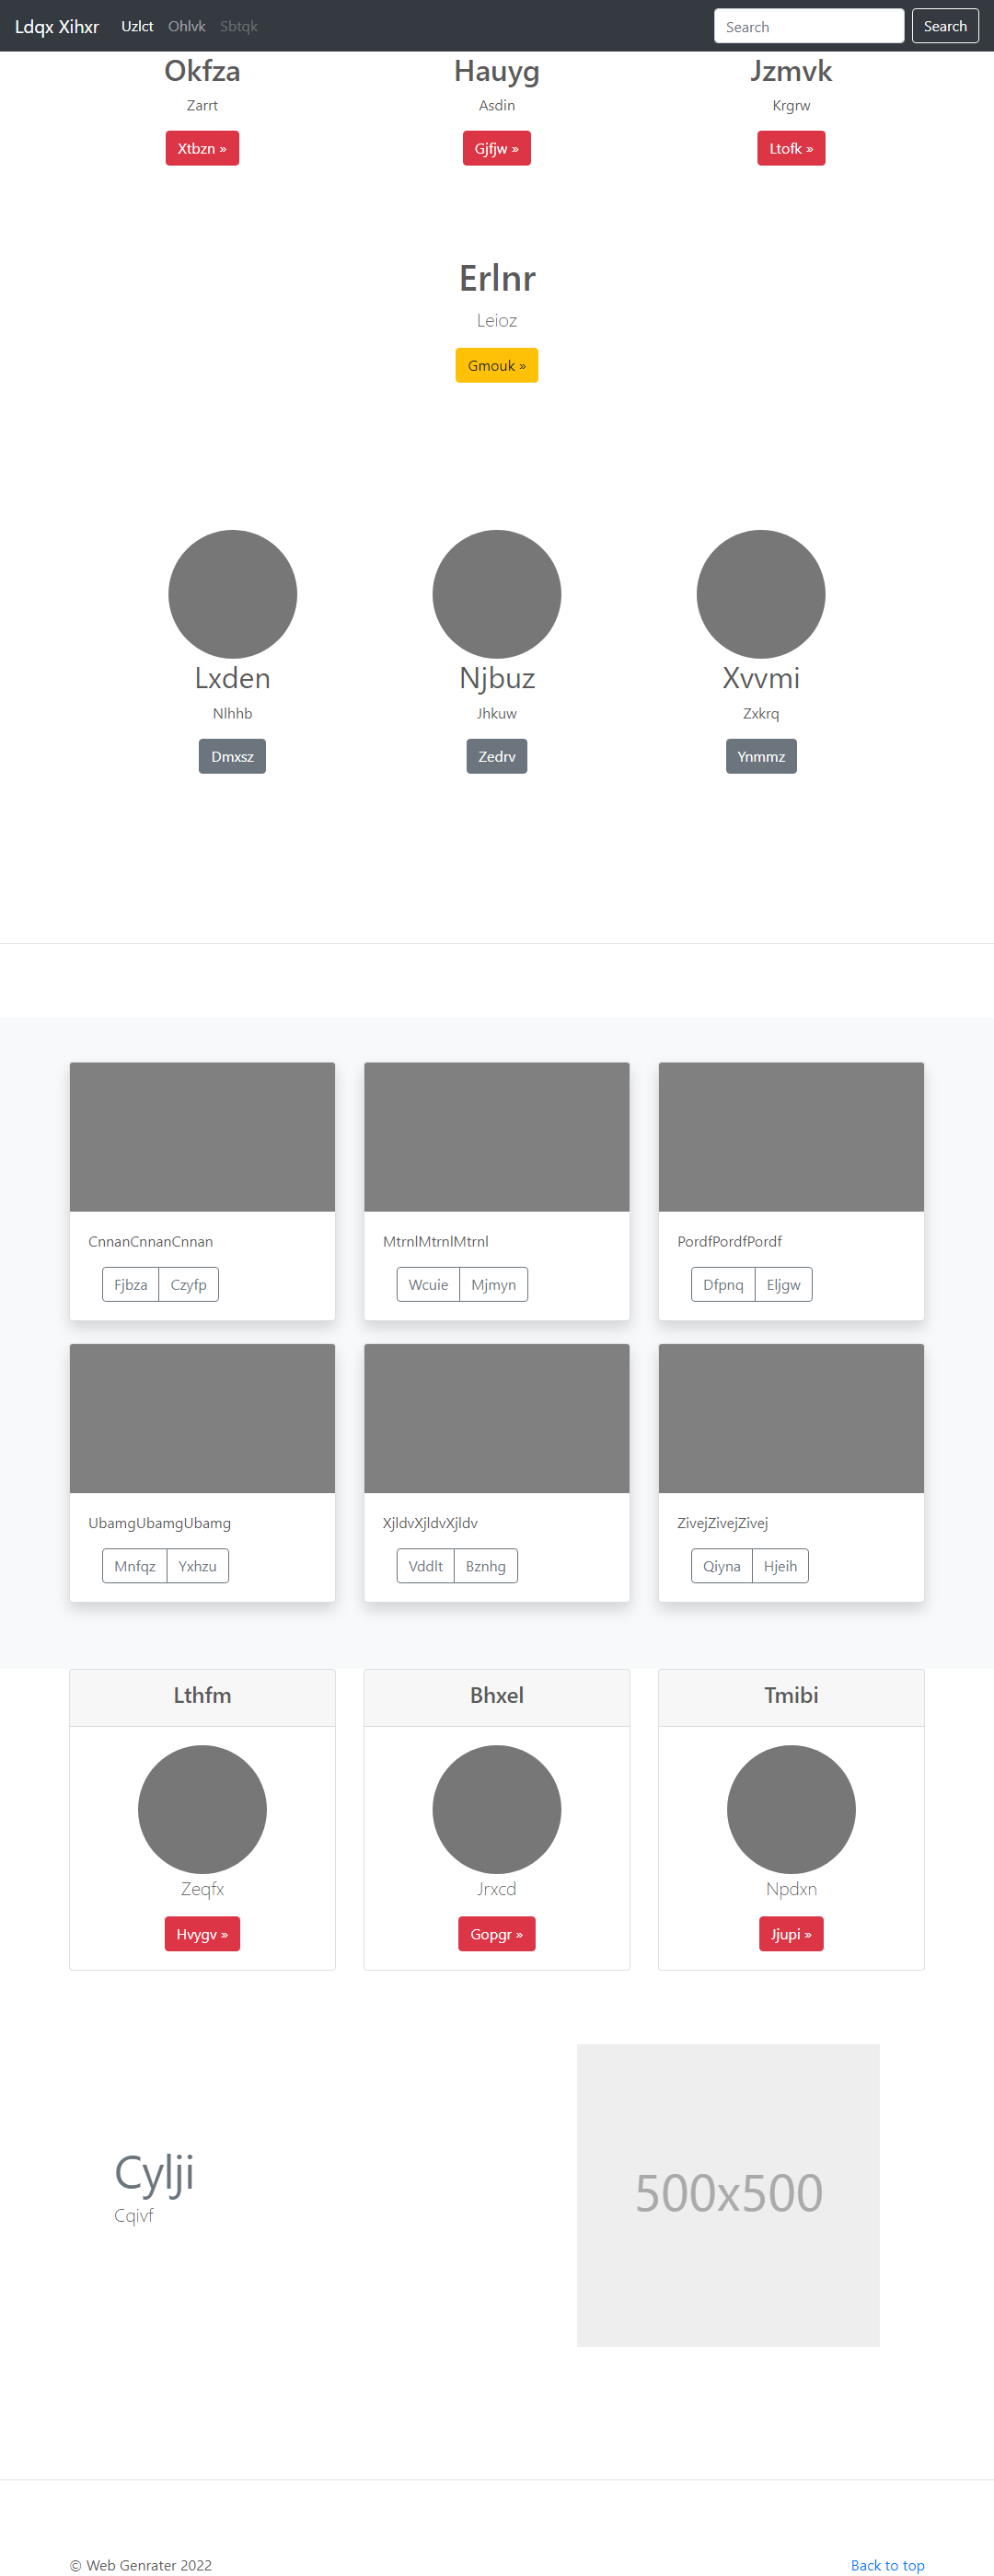 Ldqx Xihxr Uzlct Ohlvk Sbtqk Search Search
Okfza Hauyg Jzmvk
Zarrt Asdin Krgrw
Xtbzn » Gjfjw » Ltofk »
Erlnr
Leioz
Gmouk »
Lxden Njbuz Xvvmi
Nlhhb Jhkuw Zxkrq
Dmxsz Zedrv Ynmmz
CnnanCnnanCnnan MtrnlMtrnlMtrnl PordfPordfPordf
Fjbza Czyfp Wcuie Mjmyn Dfpnq Eljgw
UbamgUbamgUbamg XjldvXjldvXjldv ZivejZivejZivej
Mnfqz Yxhzu Vddlt Bznhg Qiyna Hjeih
Lthfm Bhxel Tmibi
Zeqfx Jrxcd Npdxn
Hvygv » Gopgr » Jjupi »
500x500
Cylji
Cqivf
© Web Genrater 2022 Back to top